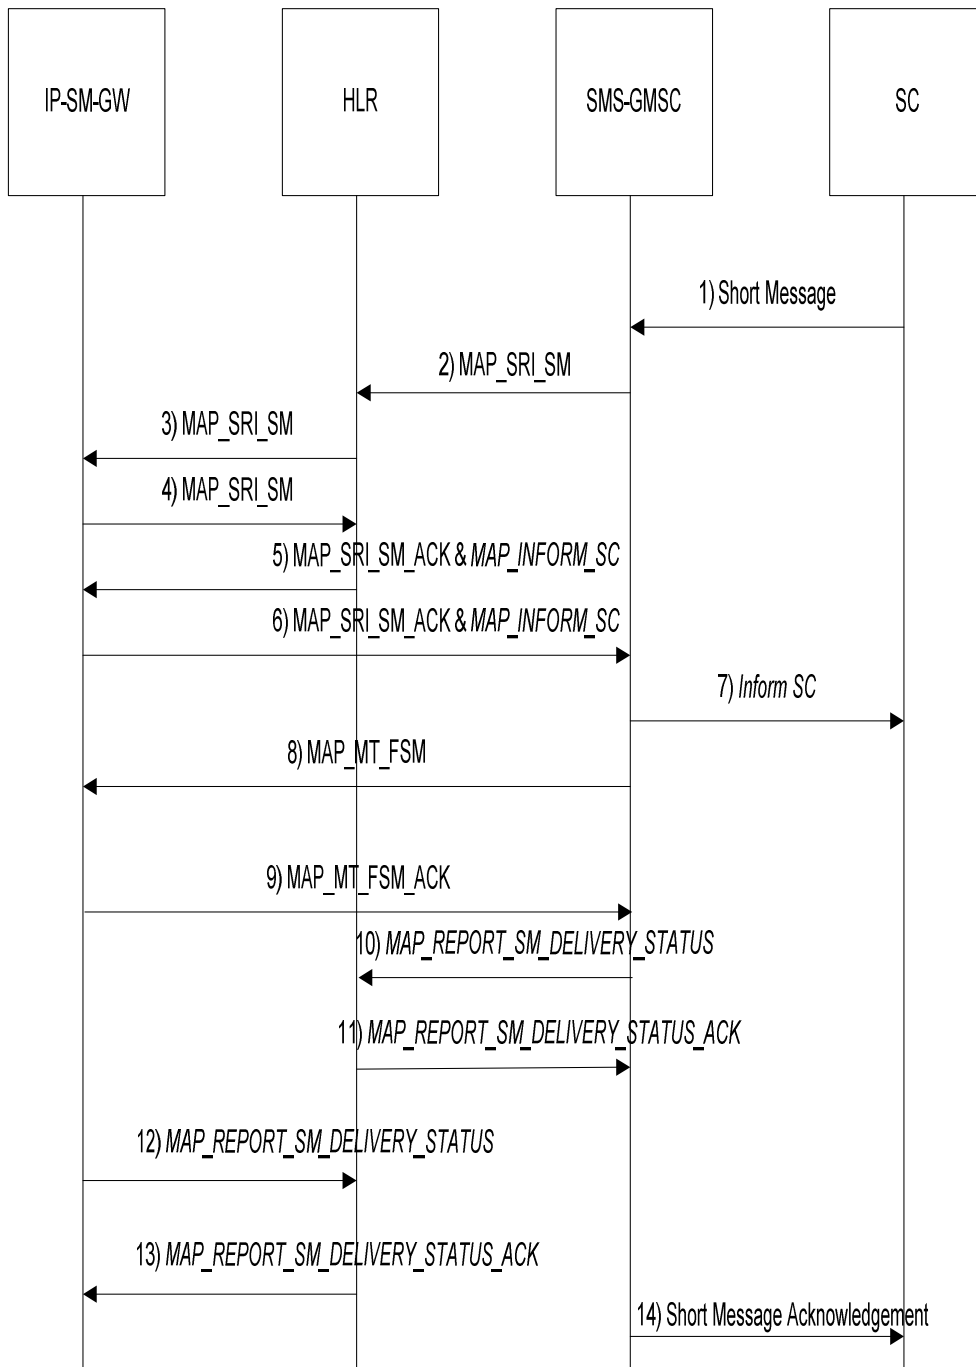 IP-SM-GW
HLR
SMS-GMSC
SC
1) Short Message
2) MAP_SRI_SM
3) MAP_SRI_SM
4) MAP_SRI_SM
5) MAP_SRI_SM_ACK & MAP_INFORM_SC
6) MAP_SRI_SM_ACK & MAP_INFORM_SC
7) Inform SC
8) MAP_MT_FSM
9) MAP_MT_FSM_ACK
10) MAP_REPORT_SM_DELIVERY_STATUS
11) MAP_REPORT_SM_DELIVERY_STATUS_ACK
12) MAP_REPORT_SM_DELIVERY_STATUS
13) MAP_REPORT_SM_DELIVERY_STATUS_ACK
14) Short Message Acknowledgement